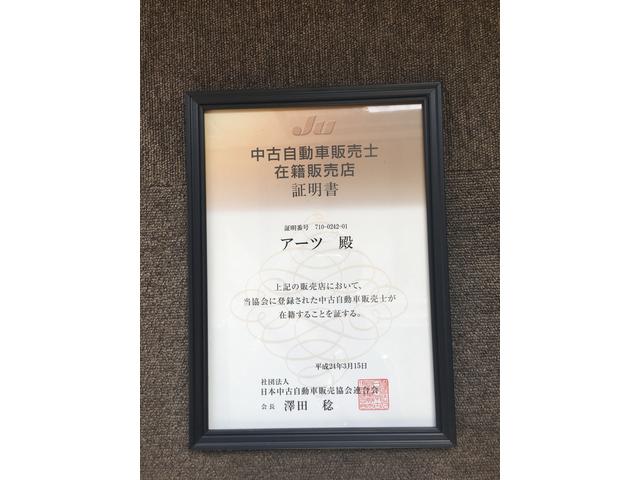 Ju
中古自動車販売士
在籍販売店
証明書
証明番号 710-0242-01
アーツ 殿
上記の販売店において、
当協会に登録された中古自動車販売士が
在籍することを証する。
平成24年3月15日
社団法人
日本中古自動車販売協会連合会
会長 澤田 稔